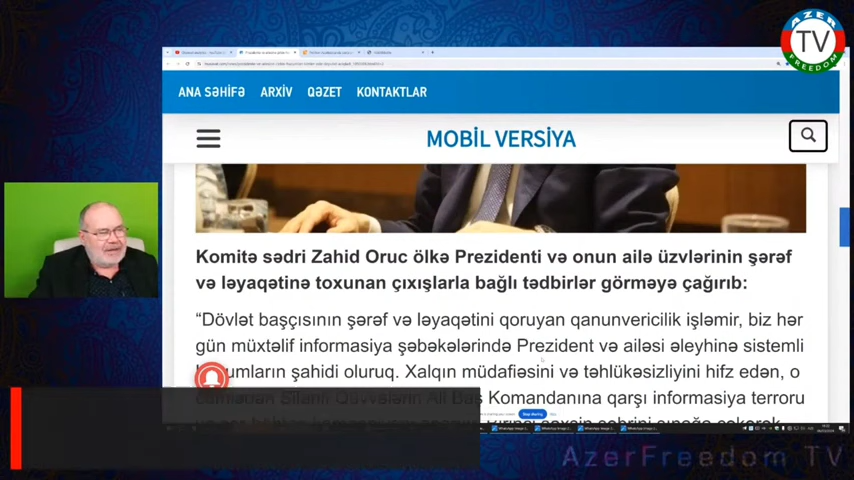 AZER
TV
FREEDOM
ANA SƏHİFƏ ARXİV QƏZET KONTAKTLAR
MOBİL VERSİYA
Komitə sədri Zahid Oruc ölkə Prezidenti və onun ailə üzvlərinin şərəf
və ləyaqətinə toxunan çıxışlarla bağlı tədbirlər görməyə çağırıb:
“Dövlət başçısının şərəf və ləyaqətini qoruyan qanunvericilik işləmir, biz hər
gün müxtəlif informasiya şəbəkələrində Prezident və ailəsi əleyhinə sistemli
şahidi oluruq. Xalqın müdafiəsini və təhlükəsizliyini hifz edən, o
Silahlı Qüvvələrin Ali Baş Komandanına qarşı informasiya terroru
Stop sharing
AzerFreedom TV